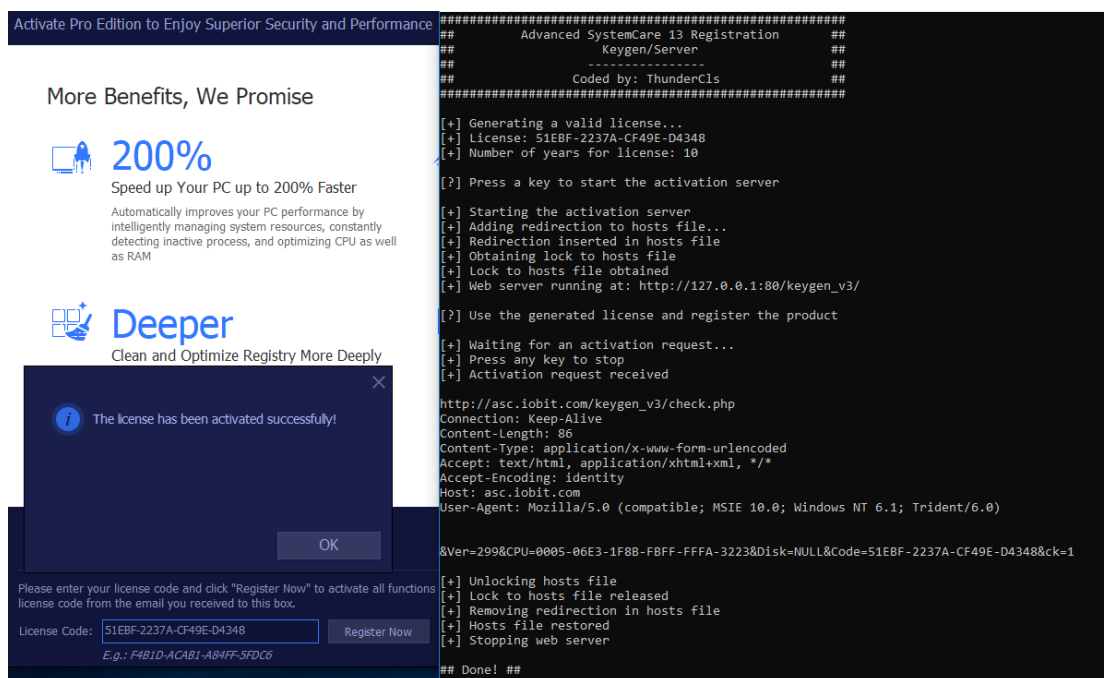 Activate Pro Edition to Enjoy Superior Security and Performance
More Benefits, We Promise
200%
Speed up Your PC up to 200% Faster
Automatically improves your PC performance by
intelligently managing system resources, constantly
detecting inactive process, and optimizing CPU as well
as RAM
Deeper
Clean and Optimize Registry More Deeply
The license has been activated successfully!
OK
Please enter your license code and click "Register Now" to activate all functions
license code from the email you received to this box.
License Code: 51EBF-2237A-CF49E-D4348 Register Now
E.g.: F4B1D-ACAB1-A84FF-5FDC6
#######################################################
## Advanced SystemCare 13 Registration ##
## Keygen/Server ##
## ---------------- ##
## Coded by: ThunderCls ##
#######################################################
[+] Generating a valid license...
[+] License: 51EBF-2237A-CF49E-D4348
[+] Number of years for license: 10
[?] Press a key to start the activation server
[+] Starting the activation server
[+] Adding redirection to hosts file...
[+] Redirection inserted in hosts file
[+] Obtaining lock to hosts file
[+] Lock to hosts file obtained
[+] Web server running at: http://127.0.0.1:80/keygen_v3/
[?] Use the generated license and register the product
[+] Waiting for an activation request...
[+] Press any key to stop
[+] Activation request received
http://asc.iobit.com/keygen_v3/check.php
Connection: Keep-Alive
Content-Length: 86
Content-Type: application/x-www-form-urlencoded
Accept: text/html, application/xhtml+xml, */*
Accept-Encoding: identity
Host: asc.iobit.com
User-Agent: Mozilla/5.0 (compatible; MSIE 10.0; Windows NT 6.1; Trident/6.0)
&Ver=299&CPU=0005-06E3-1F8B-FBFF-FFFA-3223&Disk=NULL&Code=51EBF-2237A-CF49E-D4348&ck=1
[+] Unlocking hosts file
[+] Lock to hosts file released
[+] Removing redirection in hosts file
[+] Hosts file restored
[+] Stopping web server
## Done! ##